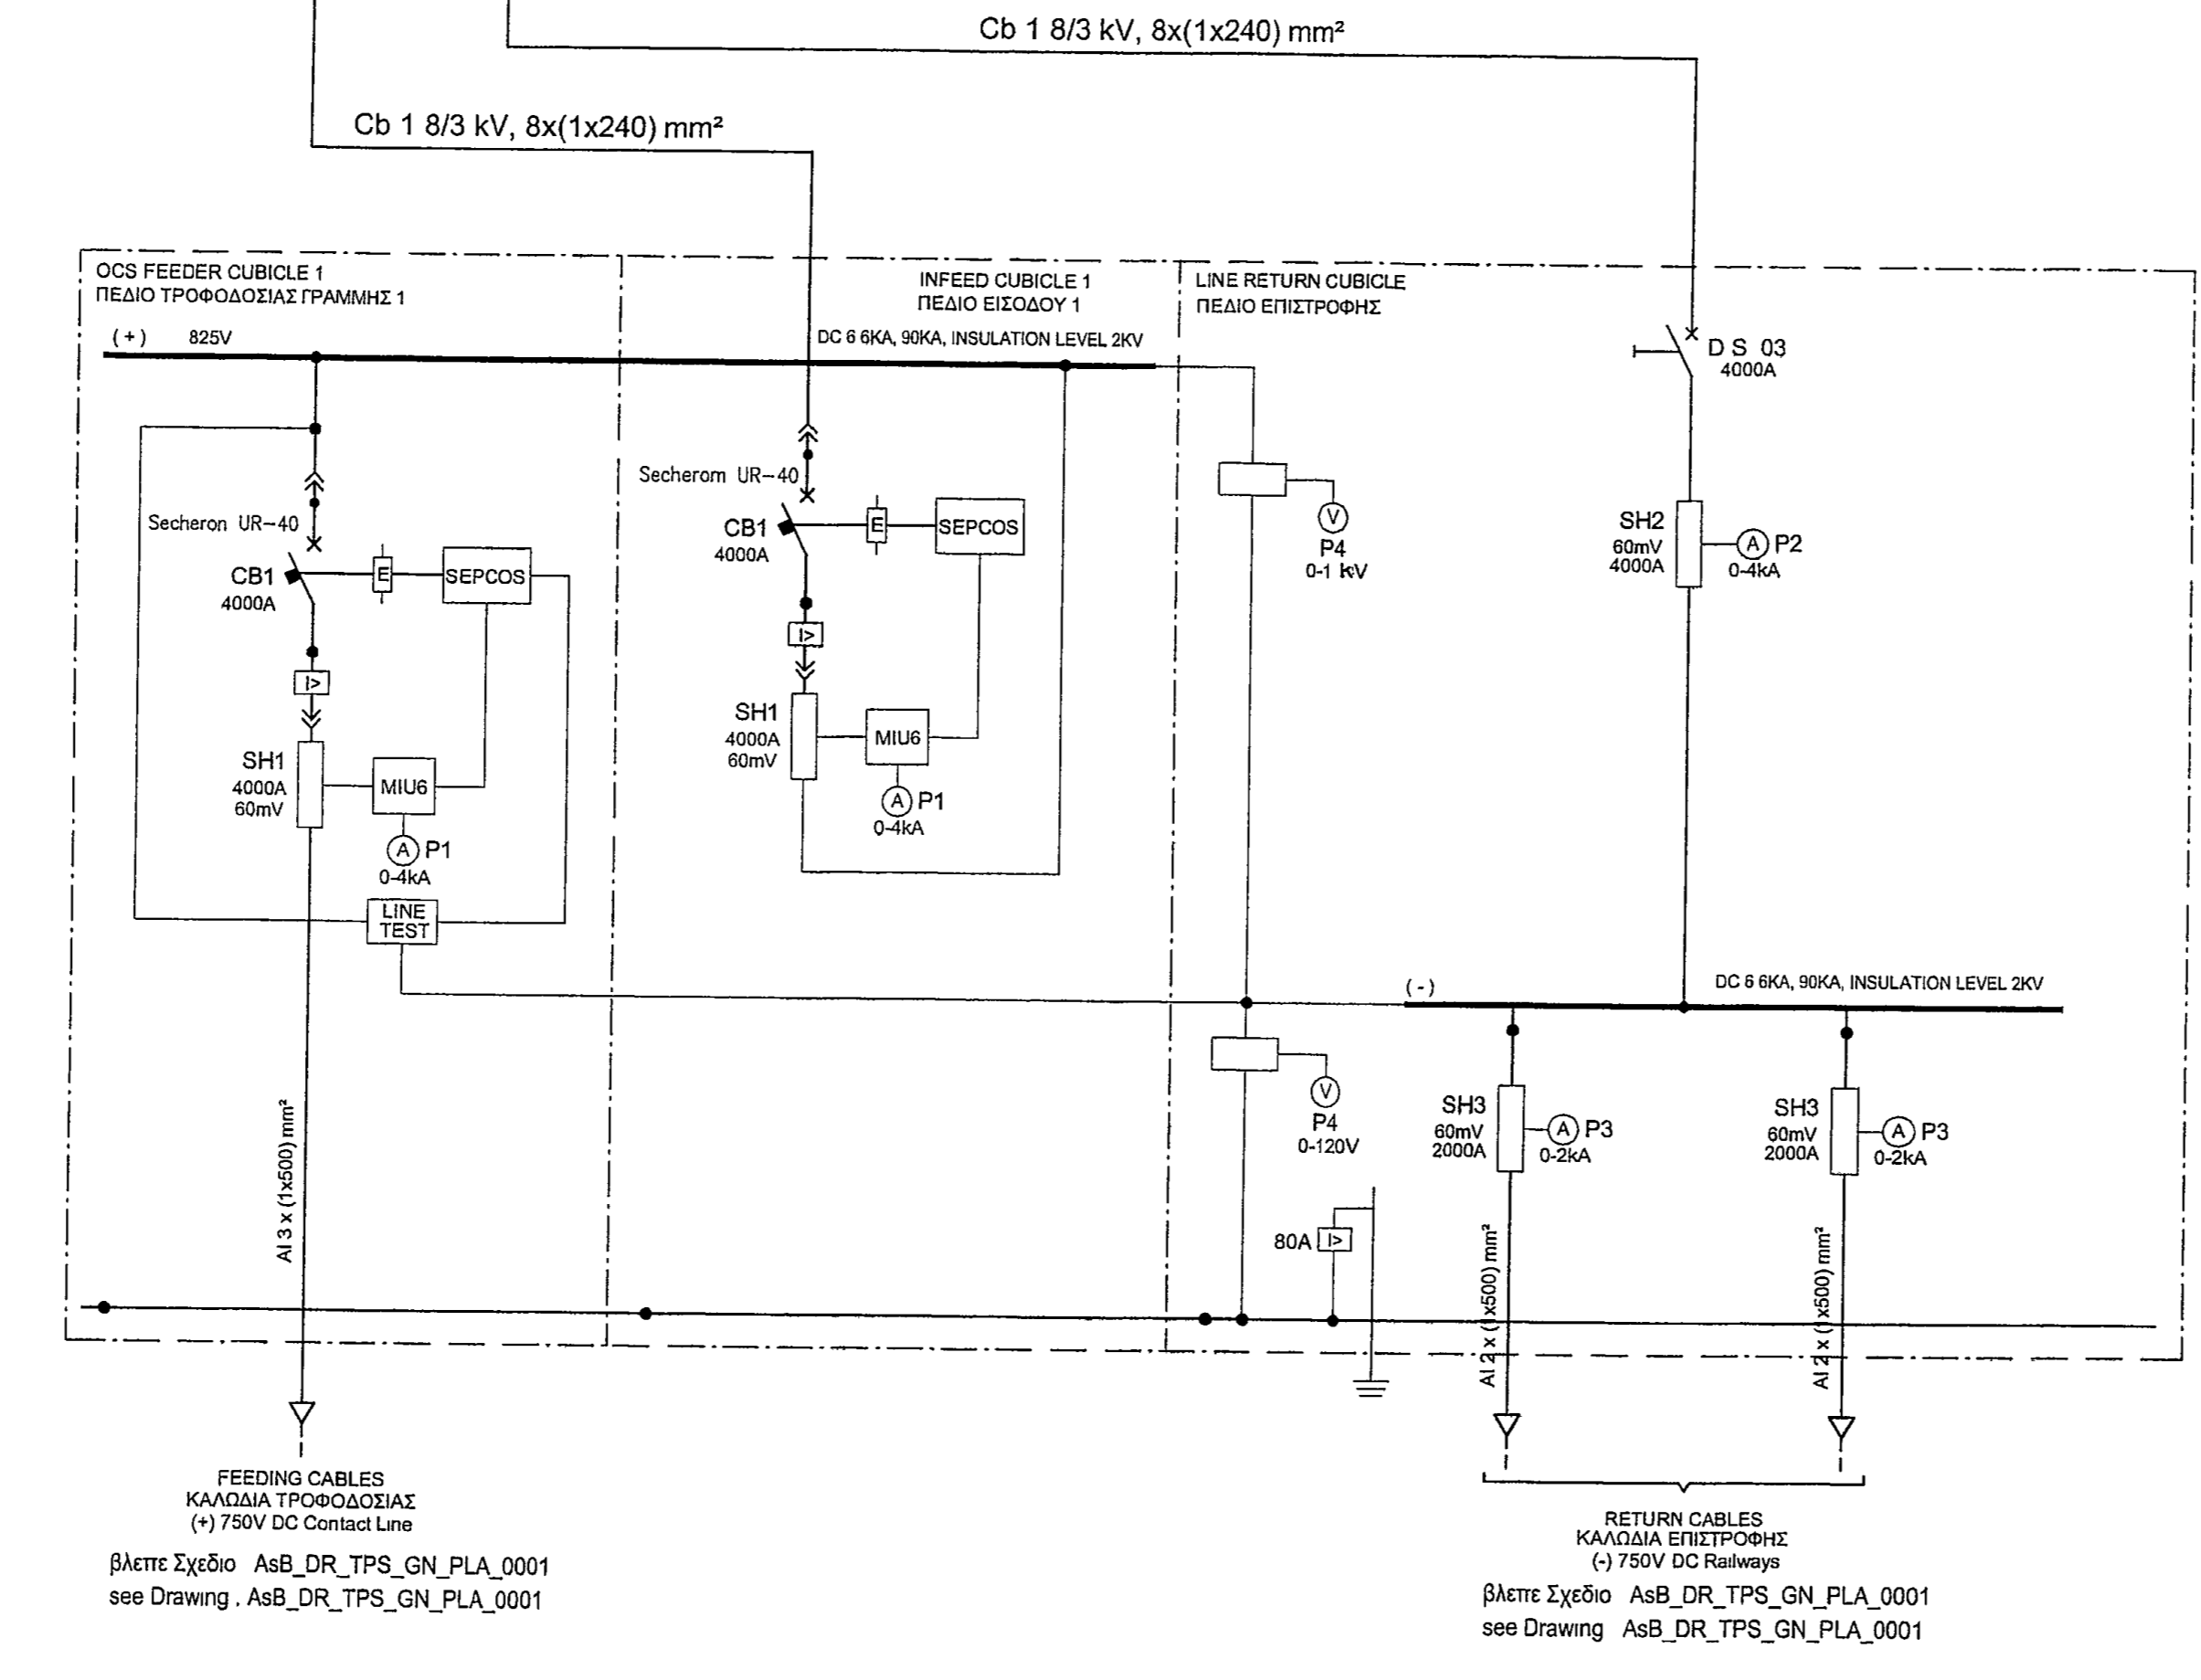 Cb 1 8/3 kV, 8x(1x240) mm²
Cb 1 8/3 kV, 8x(1x240) mm²
OCS FEEDER CUBICLE 1
ΠΕΔΙΟ ΤΡΟΦΟΔΟΣΙΑΣ ΓΡΑΜΜΗΣ 1
INFEED CUBICLE 1
ΠΕΔΙΟ ΕΙΣΟΔΟΥ 1
LINE RETURN CUBICLE
ΠΕΔΙΟ ΕΠΙΣΤΡΟΦΗΣ
(+) 825V
DC 6 6KA, 90KA, INSULATION LEVEL 2KV
Secheron UR-40
CB1
4000A
E
SEPCOS
I>
SH1
4000A
60mV
MIU6
A P1
0-4kA
LINE
TEST
Al 3 x (1x500) mm²
Secherom UR-40
CB1
4000A
E
SEPCOS
I>
SH1
4000A
60mV
MIU6
A P1
0-4kA
V
P4
0-1 kV
D S 03
4000A
SH2
60mV
4000A
A P2
0-4kA
(-)
DC 6 6KA, 90KA, INSULATION LEVEL 2KV
V
P4
0-120V
80A I>
SH3
60mV
2000A
A P3
0-2kA
Al 2 x (1x500) mm²
SH3
60mV
2000A
A P3
0-2kA
Al 2 x (1x500) mm²
FEEDING CABLES
ΚΑΛΩΔΙΑ ΤΡΟΦΟΔΟΣΙΑΣ
(+) 750V DC Contact Line
βλεπε Σχεδιο AsB_DR_TPS_GN_PLA_0001
see Drawing . AsB_DR_TPS_GN_PLA_0001
RETURN CABLES
ΚΑΛΩΔΙΑ ΕΠΙΣΤΡΟΦΗΣ
(-) 750V DC Railways
βλεπε Σχεδιο AsB_DR_TPS_GN_PLA_0001
see Drawing AsB_DR_TPS_GN_PLA_0001